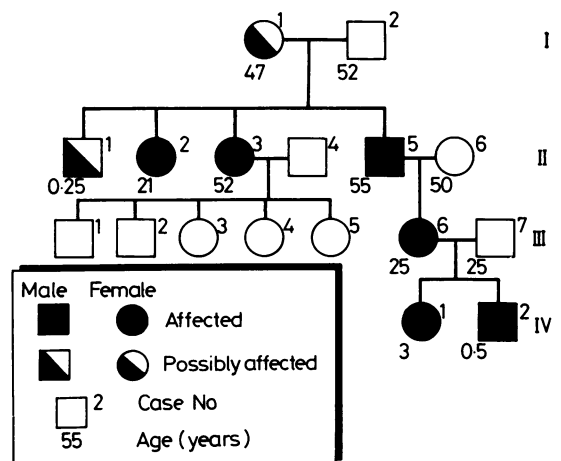 1 2
47 52 I
1 2 3 4 5 6
0·25 21 52 55 50 II
1 2 3 4 5 6 7
25 25 III
Male Female
Affected
Possibly affected
2 Case No
55 Age (years)
1 2
3 0·5 IV